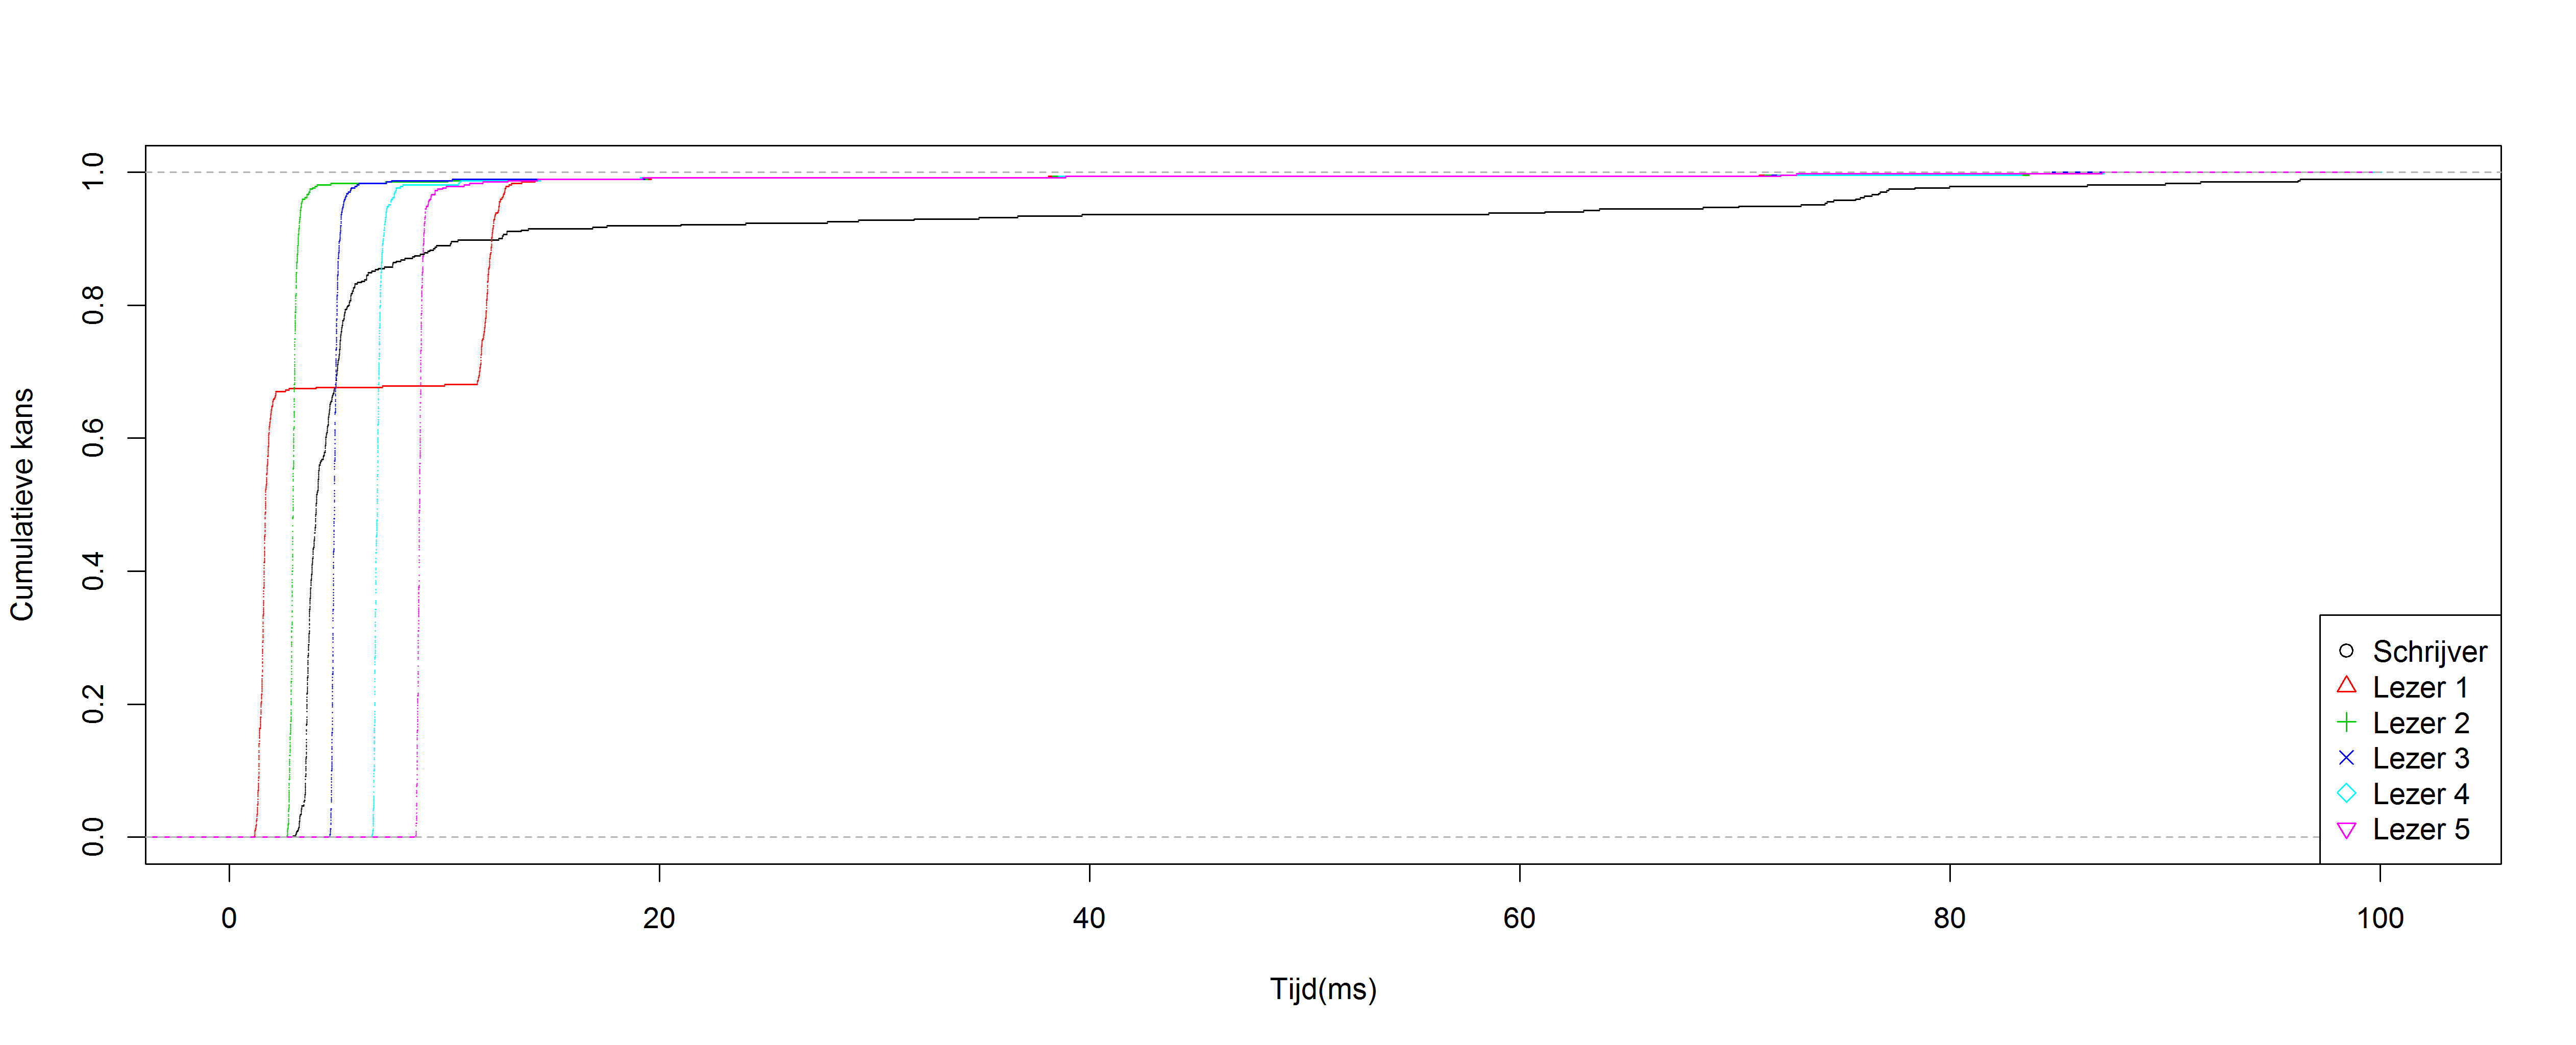 Cumulatieve kans
1.0
0.8
0.6
0.4
0.2
0.0
0 20 40 60 80 100
Tijd(ms)
Schrijver
Lezer 1
Lezer 2
Lezer 3
Lezer 4
Lezer 5